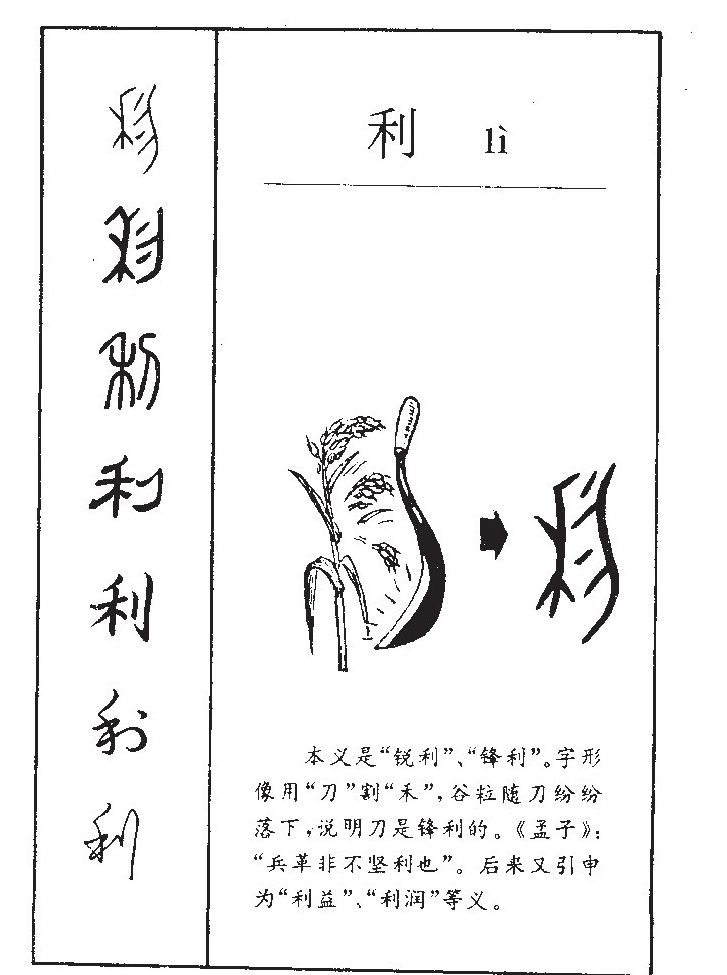 利 lì
本义是“锐利”、“锋利”。字形
像用“刀”割“禾”，谷粒随刀纷纷
落下，说明刀是锋利的。《孟子》：
“兵革非不坚利也”。后来又引申
为“利益”、“利润”等义。
利
利
利
利
利
利
利